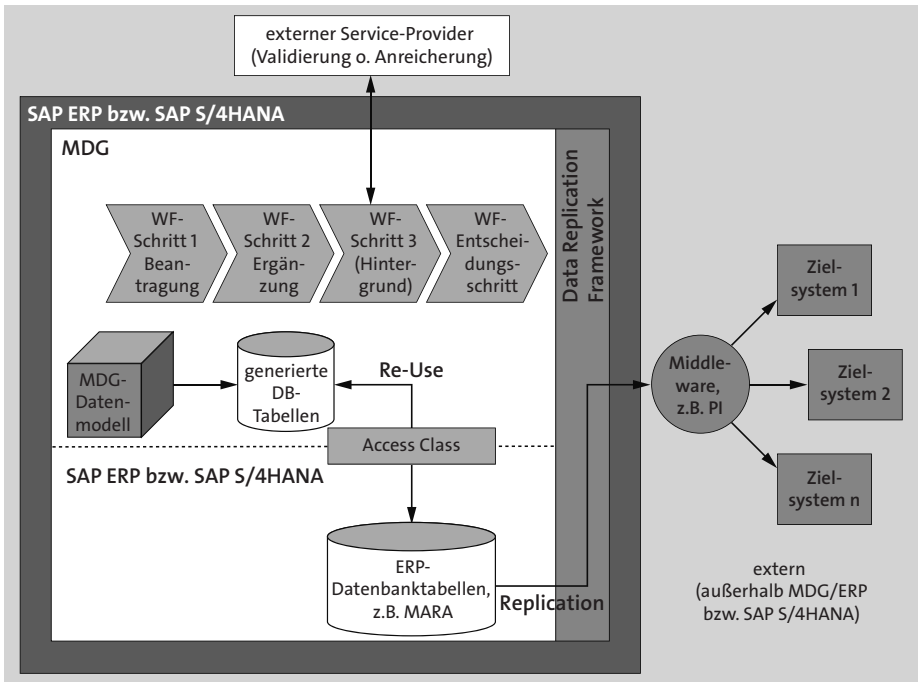 externer Service-Provider
(Validierung o. Anreicherung)
SAP ERP bzw. SAP S/4HANA
MDG
WF-
Schritt 1
Bean-
tragung
WF-
Schritt 2
Ergän-
zung
WF-
Schritt 3
(Hinter-
grund)
WF-
Entschei-
dungs-
schritt
Data Replication
Framework
MDG-
Daten-
modell
generierte
DB-
Tabellen
Re-Use
Access Class
SAP ERP bzw. SAP S/4HANA
ERP-
Datenbanktabellen,
z.B. MARA
Replication
Middle-
ware,
z.B. PI
Ziel-
system 1
Ziel-
system 2
Ziel-
system n
extern
(außerhalb MDG/ERP
bzw. SAP S/4HANA)